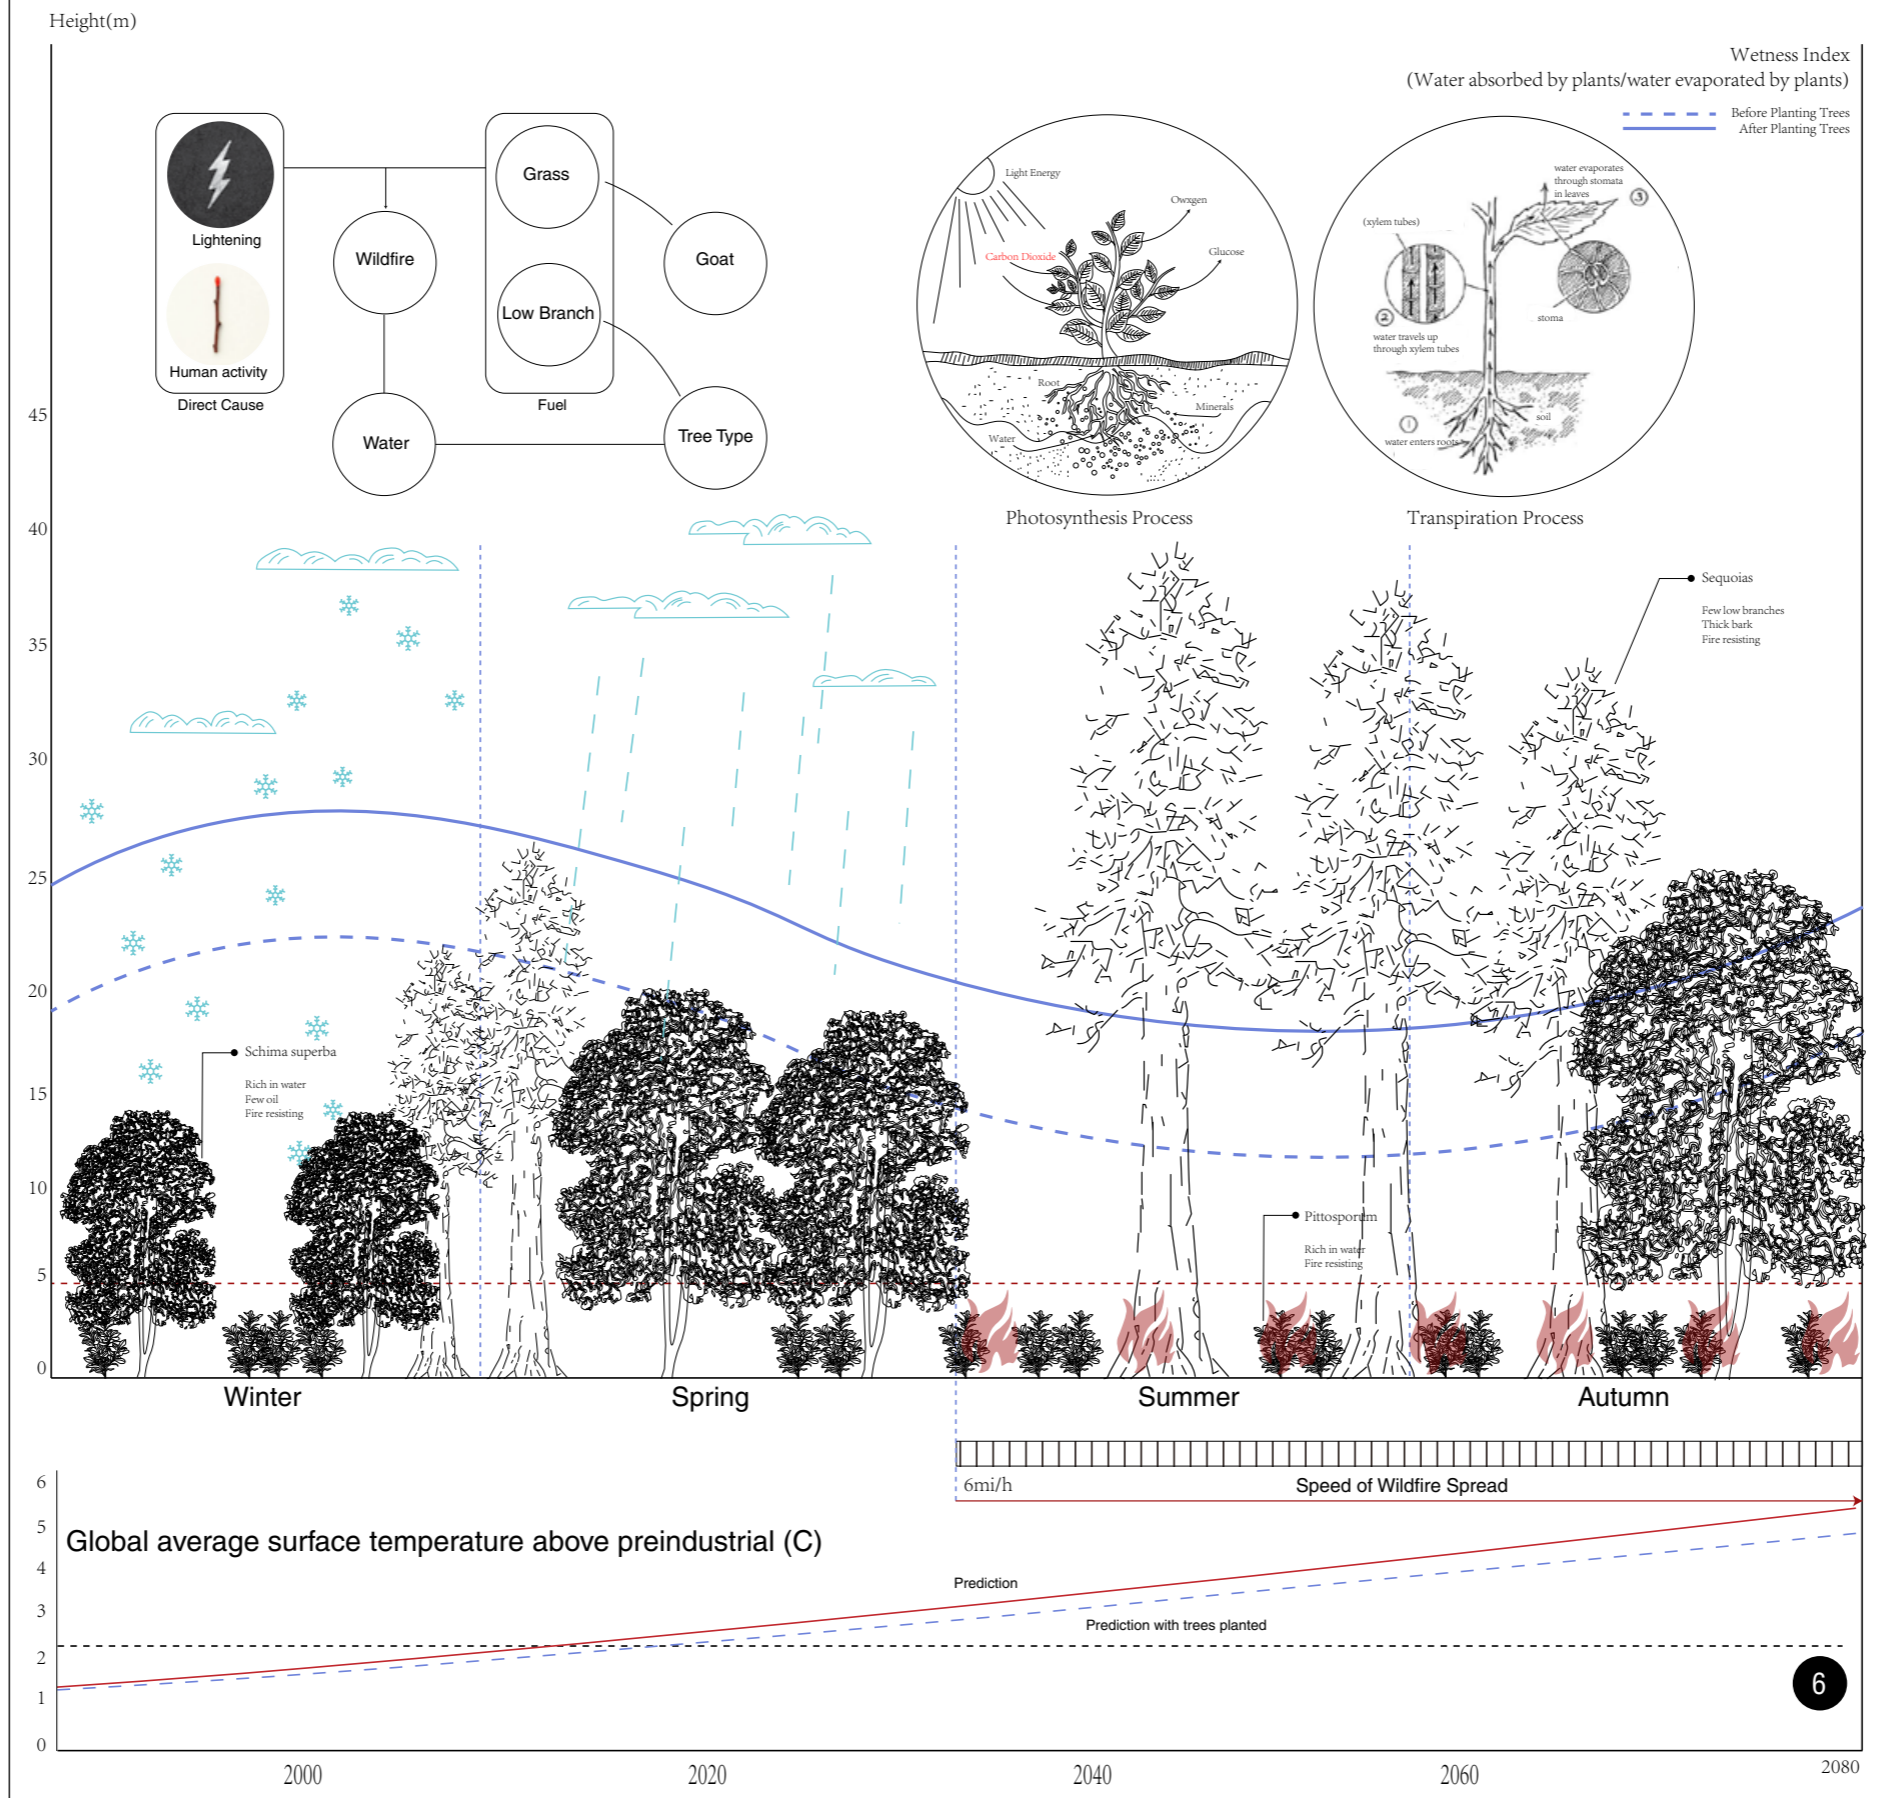 Height(m)
Wetness Index
(Water absorbed by plants/water evaporated by plants)
Before Planting Trees
After Planting Trees
Lightening
Human activity
Direct Cause
Wildfire
Water
Grass
Low Branch
Fuel
Goat
Tree Type
Light Energy
Owxgen
Carbon Dioxide
Glucose
Root
Minerals
Water
Photosynthesis Process
water evaporates
through stomata
in leaves
3
(xylem tubes)
2
water travels up
through xylem tubes
stoma
soil
1
water enters roots
Transpiration Process
45
40
35
30
25
20
15
10
5
0
Sequoias
Few low branches
Thick bark
Fire resisting
Schima superba
Rich in water
Few oil
Fire resisting
Pittosporum
Rich in water
Fire resisting
Winter
Spring
Summer
Autumn
6mi/h
Speed of Wildfire Spread
6
5
4
3
2
1
0
Global average surface temperature above preindustrial (C)
Prediction
Prediction with trees planted
6
2000
2020
2040
2060
2080